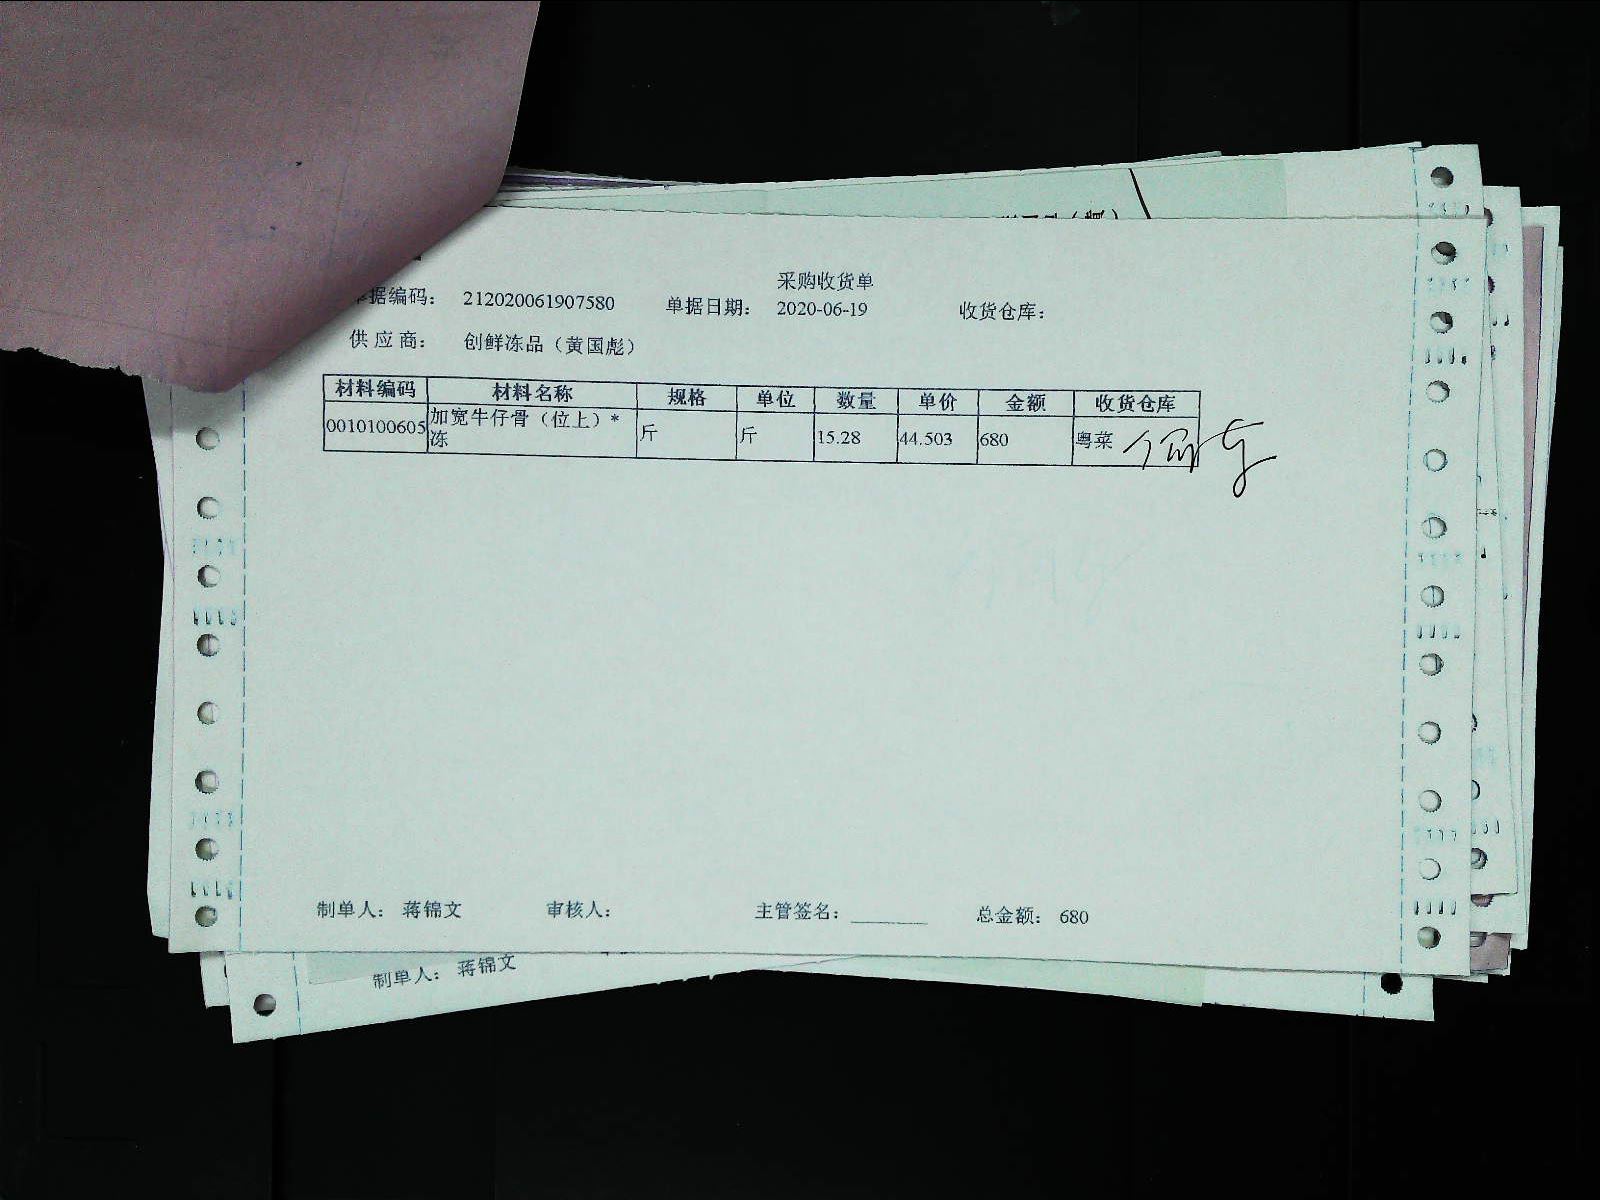 采购收货单
单据编码： 212020061907580 单据日期： 2020-06-19 收货仓库：
供 应 商： 创鲜冻品（黄国彪）
材料编码 材料名称 规格 单位 数量 单价 金额 收货仓库
0010100605 加宽牛仔骨（位上）*冻 斤 斤 15.28 44.503 680 粤菜
制单人： 蒋锦文 审核人： 主管签名： 总金额： 680
制单人： 蒋锦文